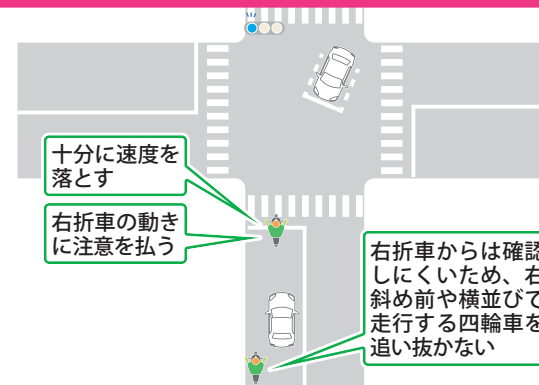 十分に速度を
落とす
右折車の動き
に注意を払う
右折車からは確認
しにくいため、右
斜め前や横並びで
走行する四輪車を
追い抜かない